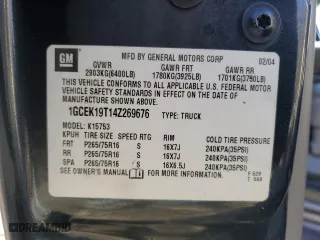 GM
MFD BY GENERAL MOTORS CORP 02/04
GVWR GAWR FRT GAWR RR
2903KG(6400LB) 1780KG(3925LB) 1701KG(3750LB)
THIS VEHICLE CONFORMS TO ALL APPLICABLE U.S. FEDERAL MOTOR
VEHICLE SAFETY STANDARDS IN EFFECT ON THE DATE OF
MANUFACTURE SHOWN ABOVE.
1GCEK19T14Z269676 TYPE: TRUCK
MODEL: K15753
KPUH TIRE SIZE SPEED RTG RIM COLD TIRE PRESSURE
FRT P265/75R16 S 16X7J 240KPA(35PSI)
RR P265/75R16 S 16X7J 240KPA(35PSI)
SPA P265/75R16 S 16X6.5J 240KPA(35PSI)
SEE OWNER'S MANUAL FOR MORE INFORMATION.